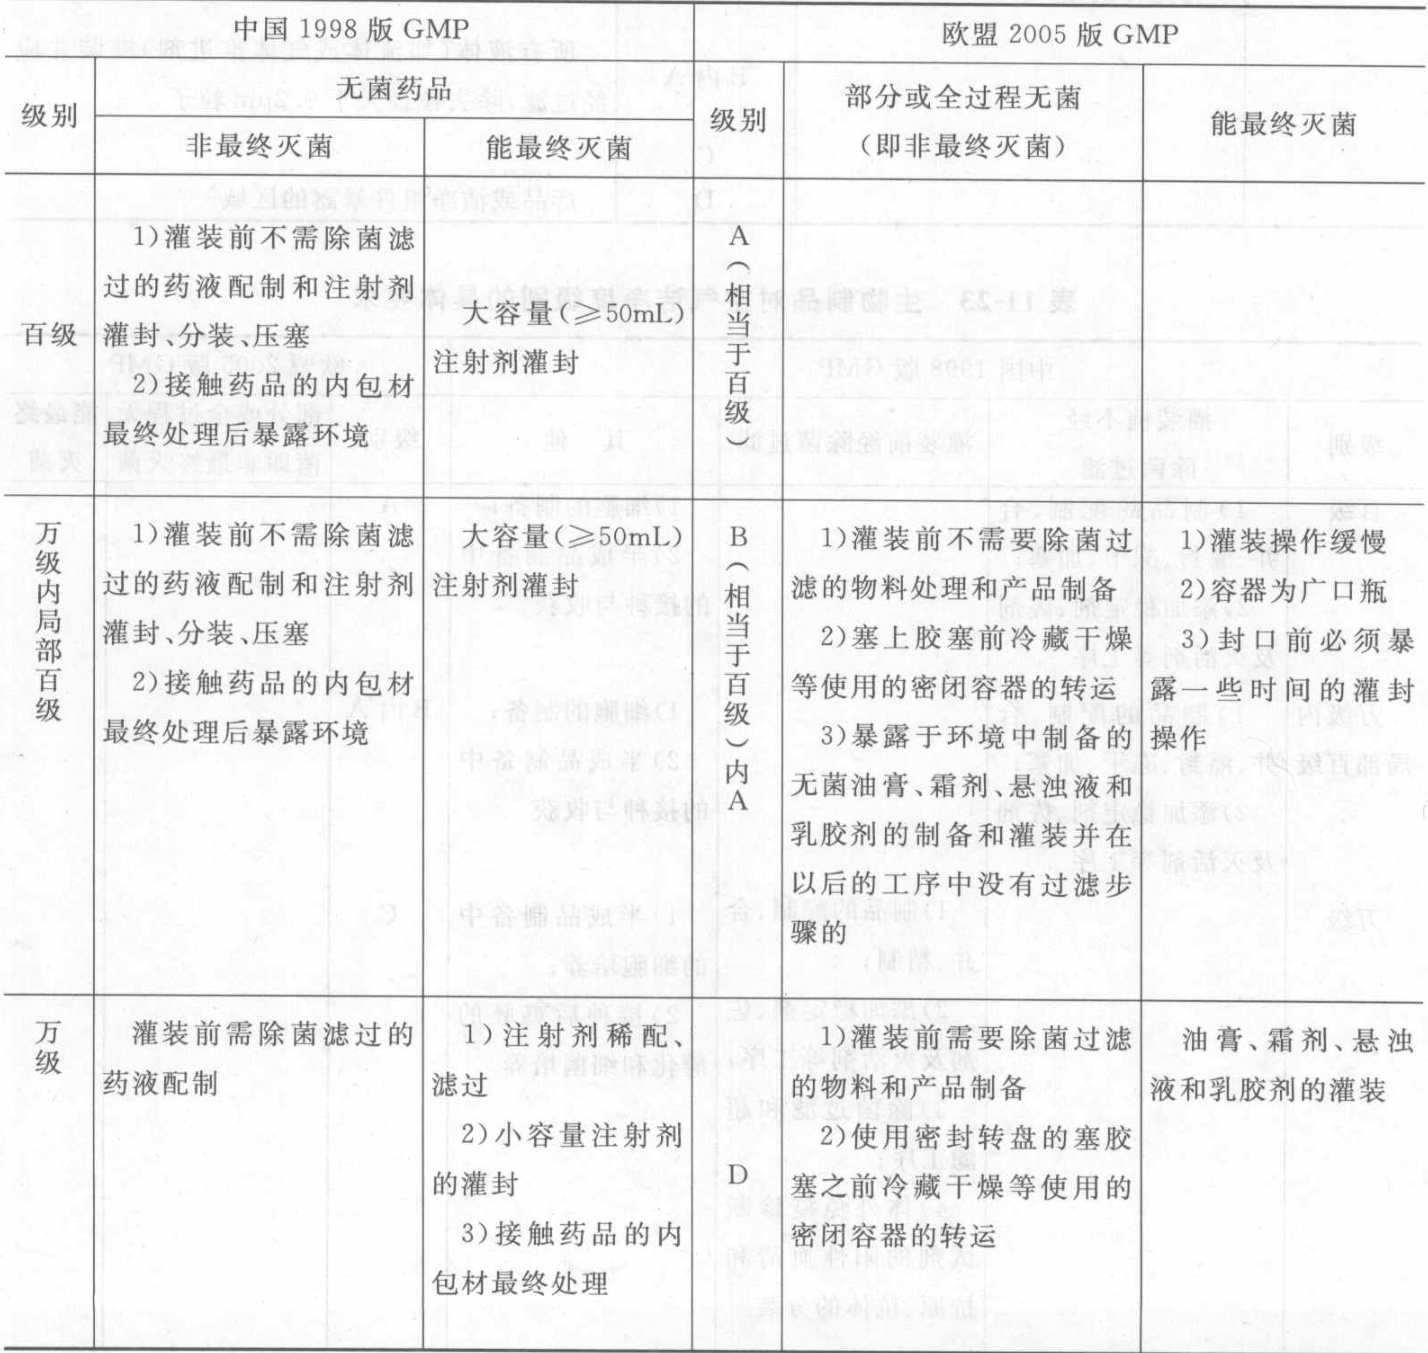 中国 1998 版 GMP
欧盟 2005 版 GMP
级别
无菌药品
非最终灭菌
能最终灭菌
级别
部分或全过程无菌
（即非最终灭菌）
能最终灭菌
百级
1)灌装前不需除菌滤
过的药液配制和注射剂
灌封、分装、压塞
2)接触药品的内包材
最终处理后暴露环境
大容量(≥50mL)
注射剂灌封
A（相当于百级
万级内局部百级
1)灌装前不需除菌滤
过的药液配制和注射剂
灌封、分装、压塞
2)接触药品的内包材
最终处理后暴露环境
大容量(≥50mL)
注射剂灌封
B（相当于百级）内A
1)灌装前不需要除菌过
滤的物料处理和产品制备
2)塞上胶塞前冷藏干燥
等使用的密闭容器的转运
3)暴露于环境中制备的
无菌油膏、霜剂、悬浊液和
乳胶剂的制备和灌装并在
以后的工序中没有过滤步
骤的
1)灌装操作缓慢
2)容器为广口瓶
3)封口前必须暴
露一些时间的灌封
操作
万级
灌装前需除菌滤过的
药液配制
1)注射剂稀配、
滤过
2)小容量注射剂
的灌封
3)接触药品的内
包材最终处理
D
1)灌装前需要除菌过滤
的物料和产品制备
2)使用密封转盘的塞胶
塞之前冷藏干燥等使用的
密闭容器的转运
油膏、霜剂、悬浊
液和乳胶剂的灌装